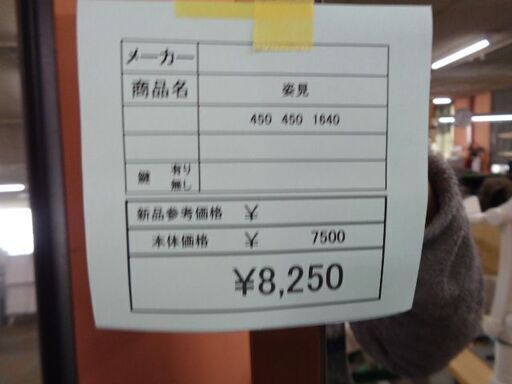 メーカー
商品名 姿見
450 450 1640
鍵 有り 無し
新品参考価格 ¥
本体価格 ¥ 7500
¥8,250